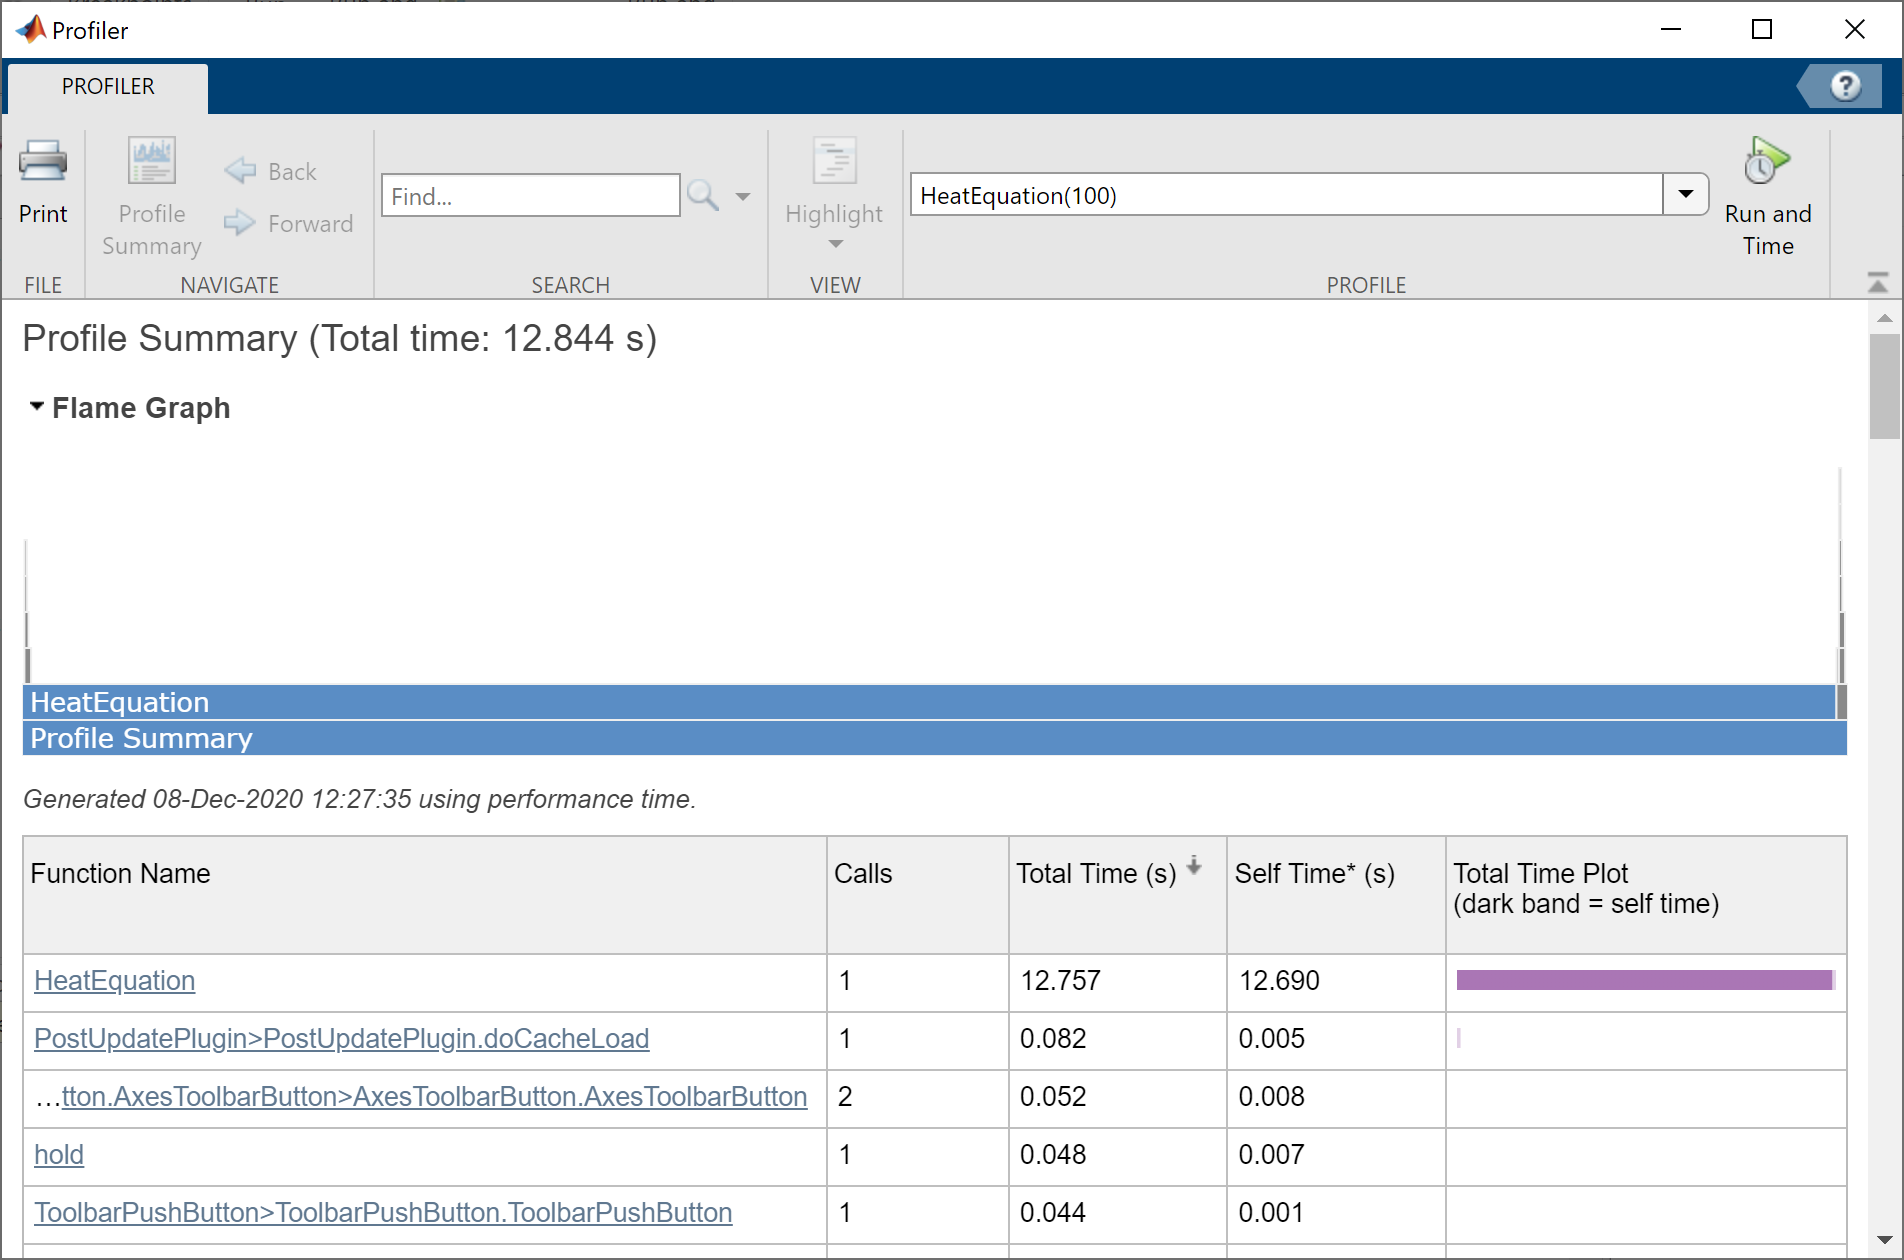 Profiler
PROFILER
Print
Profile
Summary
Back
Forward
Find...
Highlight
HeatEquation(100)
Run and
Time
FILE
NAVIGATE
SEARCH
VIEW
PROFILE
Profile Summary (Total time: 12.844 s)
Flame Graph
HeatEquation
Profile Summary
Generated 08-Dec-2020 12:27:35 using performance time.
Function Name Calls Total Time (s) Self Time* (s) Total Time Plot
(dark band = self time)
HeatEquation 1 12.757 12.690
PostUpdatePlugin>PostUpdatePlugin.doCacheLoad 1 0.082 0.005
...tton.AxesToolbarButton>AxesToolbarButton.AxesToolbarButton 2 0.052 0.008
hold 1 0.048 0.007
ToolbarPushButton>ToolbarPushButton.ToolbarPushButton 1 0.044 0.001